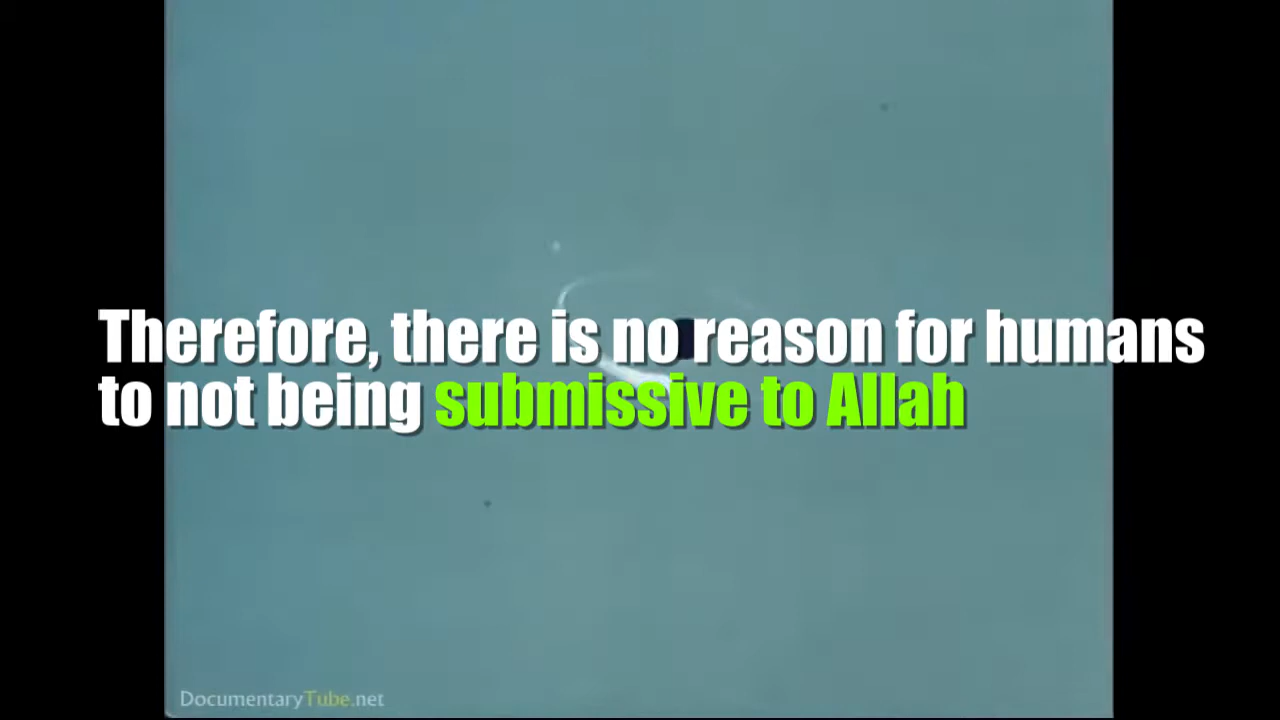 Therefore, there is no reason for humans
to not being submissive to Allah
DocumentaryTube.net